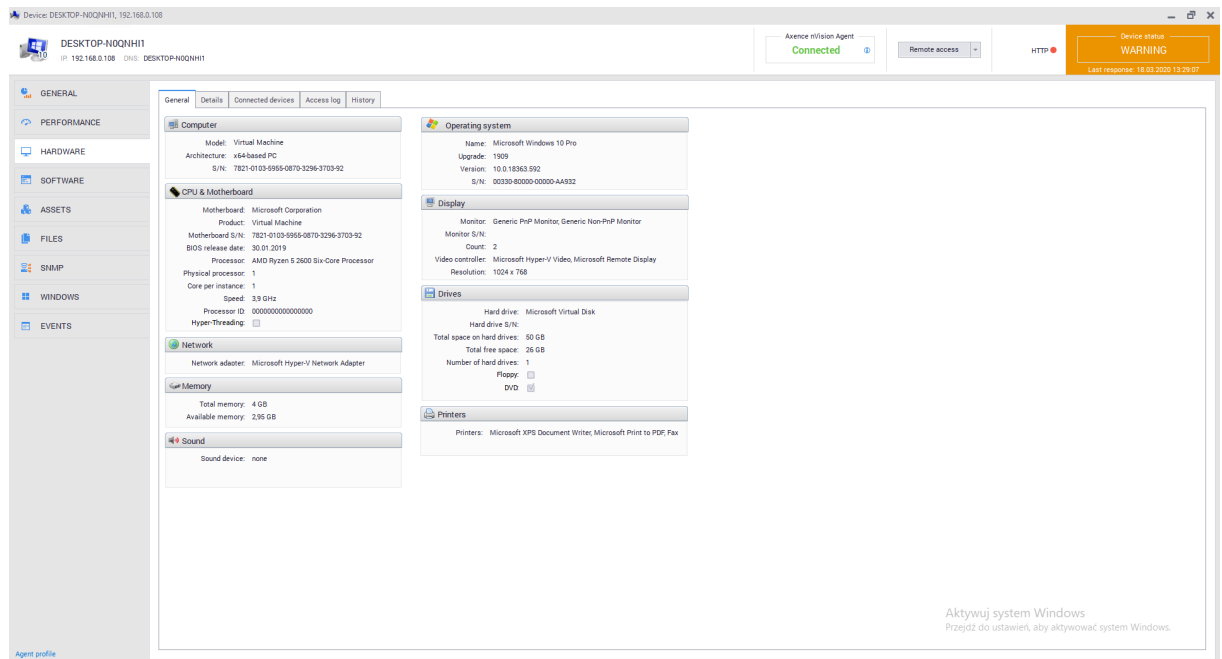 Device: DESKTOP-N0QNHI1, 192.168.0.108
DESKTOP-N0QNHI1
IP: 192.168.0.108 DNS: DESKTOP-N0QNHI1
Axence nVision Agent
Connected
Remote access
HTTP
Device status
WARNING
Last response: 18.03.2020 13:29:07
GENERAL
PERFORMANCE
HARDWARE
SOFTWARE
ASSETS
FILES
SNMP
WINDOWS
EVENTS
Agent profile
General Details Connected devices Access log History
Computer
Model: Virtual Machine
Architecture: x64-based PC
S/N: 7821-0103-5955-0870-3296-3703-92
CPU & Motherboard
Motherboard: Microsoft Corporation
Product: Virtual Machine
Motherboard S/N: 7821-0103-5955-0870-3296-3703-92
BIOS release date: 30.01.2019
Processor: AMD Ryzen 5 2600 Six-Core Processor
Physical processor: 1
Core per instance: 1
Speed: 3,9 GHz
Processor ID: 0000000000000000
Hyper-Threading:
Network
Network adapter: Microsoft Hyper-V Network Adapter
Memory
Total memory: 4 GB
Available memory: 2,95 GB
Sound
Sound device: none
Operating system
Name: Microsoft Windows 10 Pro
Upgrade: 1909
Version: 10.0.18363.592
S/N: 00330-80000-00000-AA932
Display
Monitor: Generic PnP Monitor, Generic Non-PnP Monitor
Monitor S/N:
Count: 2
Video controller: Microsoft Hyper-V Video, Microsoft Remote Display
Resolution: 1024 x 768
Drives
Hard drive: Microsoft Virtual Disk
Hard drive S/N:
Total space on hard drives: 50 GB
Total free space: 26 GB
Number of hard drives: 1
Floppy:
DVD:
Printers
Printers: Microsoft XPS Document Writer, Microsoft Print to PDF, Fax
Aktywuj system Windows
Przejdź do ustawień, aby aktywować system Windows.